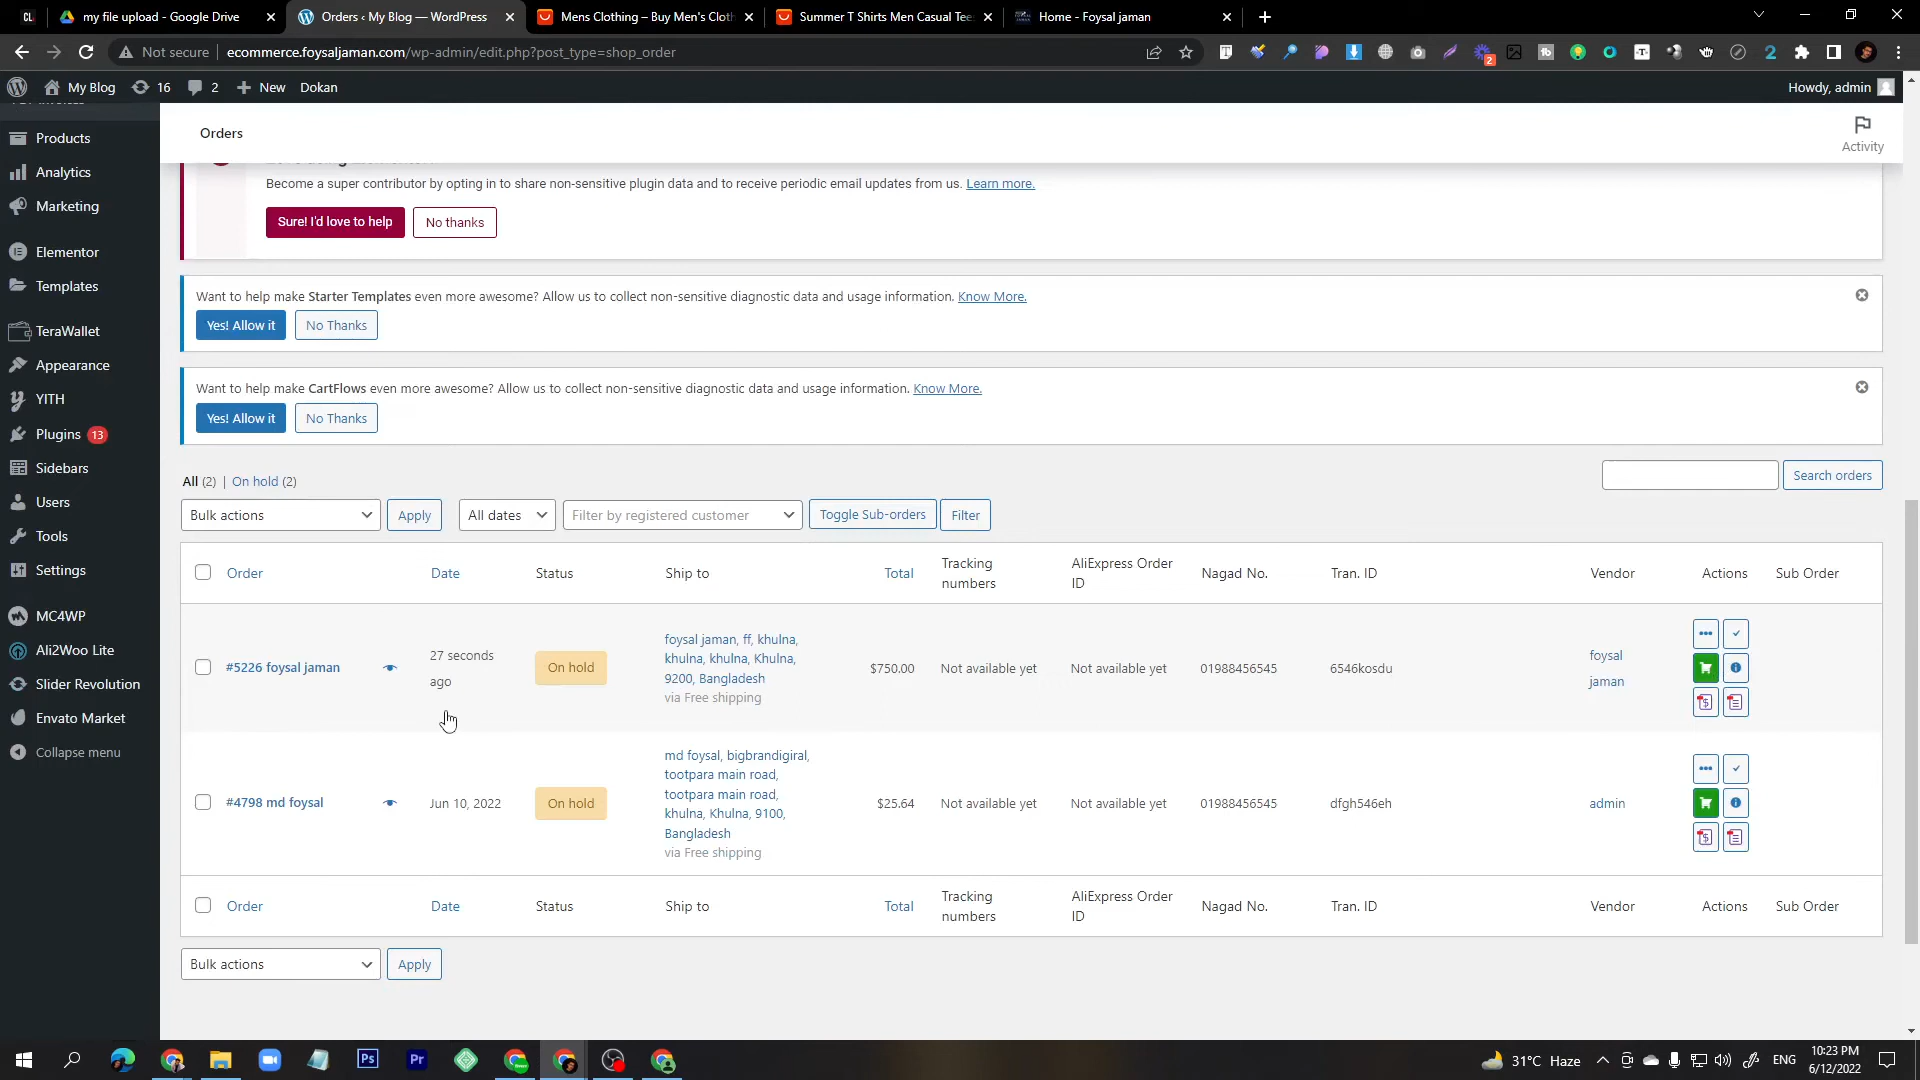 my file upload - Google Drive
Orders ‹ My Blog — WordPress
Mens Clothing – Buy Men's Cloth
Summer T Shirts Men Casual Tee
Home - Foysal jaman
Not secure
ecommerce.foysaljaman.com/wp-admin/edit.php?post_type=shop_order
My Blog
16
2
New
Dokan
Howdy, admin
Products
Analytics
Marketing
Elementor
Templates
TeraWallet
Appearance
YITH
Plugins 13
Sidebars
Users
Tools
Settings
MC4WP
Ali2Woo Lite
Slider Revolution
Envato Market
Collapse menu
Orders
Activity
Become a super contributor by opting in to share non-sensitive plugin data and to receive periodic email updates from us. Learn more.
Sure! I'd love to help
No thanks
Want to help make Starter Templates even more awesome? Allow us to collect non-sensitive diagnostic data and usage information. Know More.
Yes! Allow it
No Thanks
Want to help make CartFlows even more awesome? Allow us to collect non-sensitive diagnostic data and usage information. Know More.
Yes! Allow it
No Thanks
All (2) | On hold (2)
Search orders
Bulk actions
Apply
All dates
Filter by registered customer
Toggle Sub-orders
Filter
Order
Date
Status
Ship to
Total
Tracking
numbers
AliExpress Order
ID
Nagad No.
Tran. ID
Vendor
Actions
Sub Order
#5226 foysal jaman
27 seconds
ago
On hold
foysal jaman, ff, khulna,
khulna, khulna, Khulna,
9200, Bangladesh
via Free shipping
$750.00
Not available yet
Not available yet
01988456545
6546kosdu
foysal
jaman
#4798 md foysal
Jun 10, 2022
On hold
md foysal, bigbrandigiral,
tootpara main road,
tootpara main road,
khulna, Khulna, 9100,
Bangladesh
via Free shipping
$25.64
Not available yet
Not available yet
01988456545
dfgh546eh
admin
Order
Date
Status
Ship to
Total
Tracking
numbers
AliExpress Order
ID
Nagad No.
Tran. ID
Vendor
Actions
Sub Order
Bulk actions
Apply
31°C Haze
ENG
10:23 PM
6/12/2022